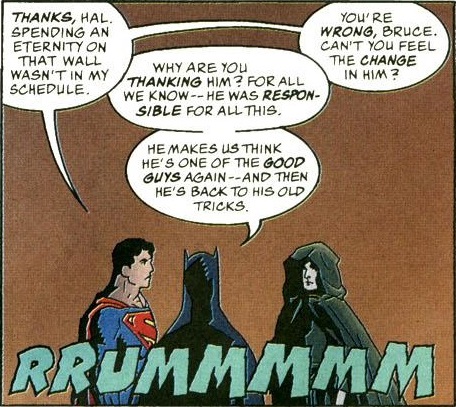 THANKS, HAL.
SPENDING AN
ETERNITY ON
THAT WALL
WASN'T IN MY
SCHEDULE.
WHY ARE YOU
THANKING HIM? FOR ALL
WE KNOW--HE WAS RESPON-
SIBLE FOR ALL THIS.
HE MAKES US THINK
HE'S ONE OF THE GOOD
GUYS AGAIN--AND THEN
HE'S BACK TO HIS OLD
TRICKS.
YOU'RE
WRONG, BRUCE.
CAN'T YOU FEEL
THE CHANGE
IN HIM?
RRUMMMMM